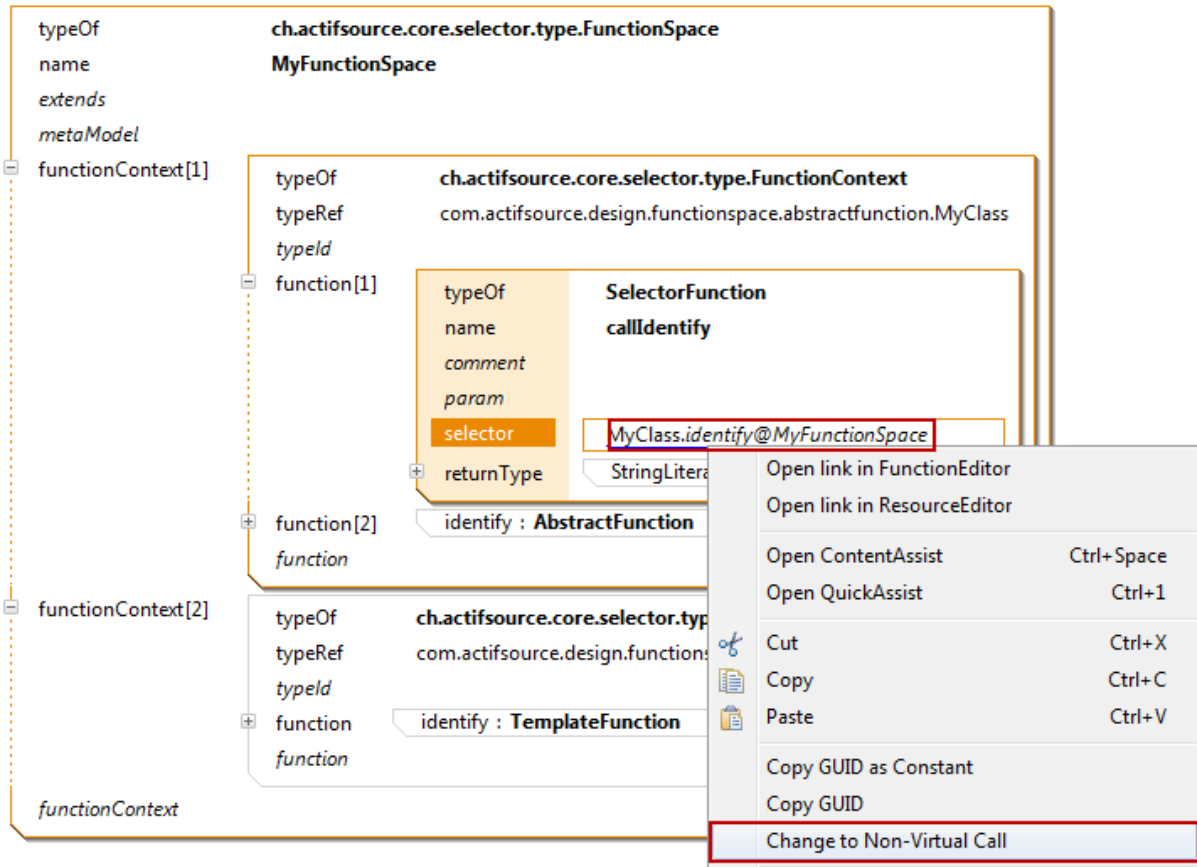 typeOf ch.actifsource.core.selector.type.FunctionSpace
name MyFunctionSpace
extends
metaModel
functionContext[1]
typeOf ch.actifsource.core.selector.type.FunctionContext
typeRef com.actifsource.design.functionspace.abstractfunction.MyClass
typeId
function[1]
typeOf SelectorFunction
name callIdentify
comment
param
selector MyClass.identify@MyFunctionSpace
returnType StringLitera
function[2] identify : AbstractFunction
function
functionContext[2]
typeOf ch.actifsource.core.selector.typ
typeRef com.actifsource.design.functions
typeId
function identify : TemplateFunction
function
functionContext
Open link in FunctionEditor
Open link in ResourceEditor
Open ContentAssist Ctrl+Space
Open QuickAssist Ctrl+1
Cut Ctrl+X
Copy Ctrl+C
Paste Ctrl+V
Copy GUID as Constant
Copy GUID
Change to Non-Virtual Call